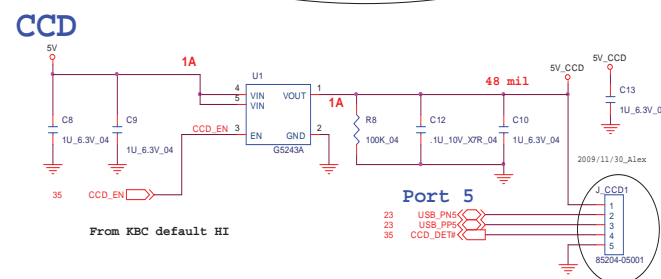 CCD
5V
1A
U1
4 VIN VOUT 1
5 VIN
CCD_EN 3 EN GND 2
G5243A
1A
48 mil
5V_CCD
5V_CCD
C8
1U_6.3V_04
C9
1U_6.3V_04
R8
100K_04
C12
.1U_10V_X7R_04
C10
1U_6.3V_04
C13
1U_6.3V_0
2009/11/30_Alex
35 CCD_EN
From KBC default HI
Port 5
23 USB_PN5
23 USB_PP5
35 CCD_DET#
J_CCD1
1
2
3
4
5
85204-05001